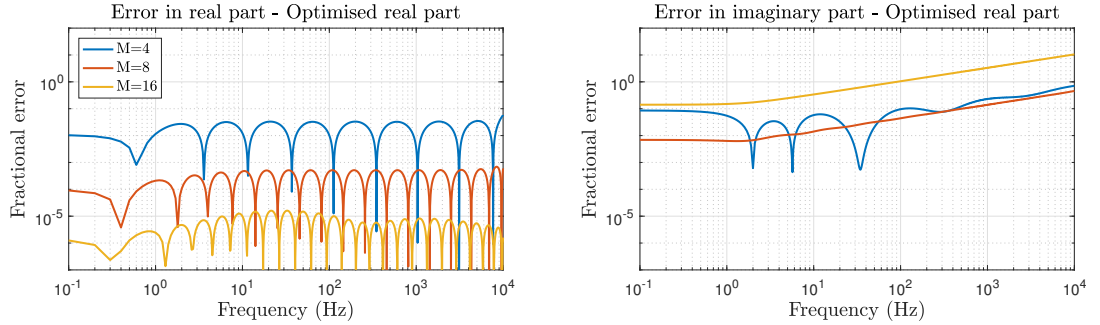 Error in real part - Optimised real part
Fractional error
10^0
10^-5
M=4
M=8
M=16
10^-1 10^0 10^1 10^2 10^3 10^4
Frequency (Hz)
Error in imaginary part - Optimised real part
Fractional error
10^0
10^-5
10^-1 10^0 10^1 10^2 10^3 10^4
Frequency (Hz)